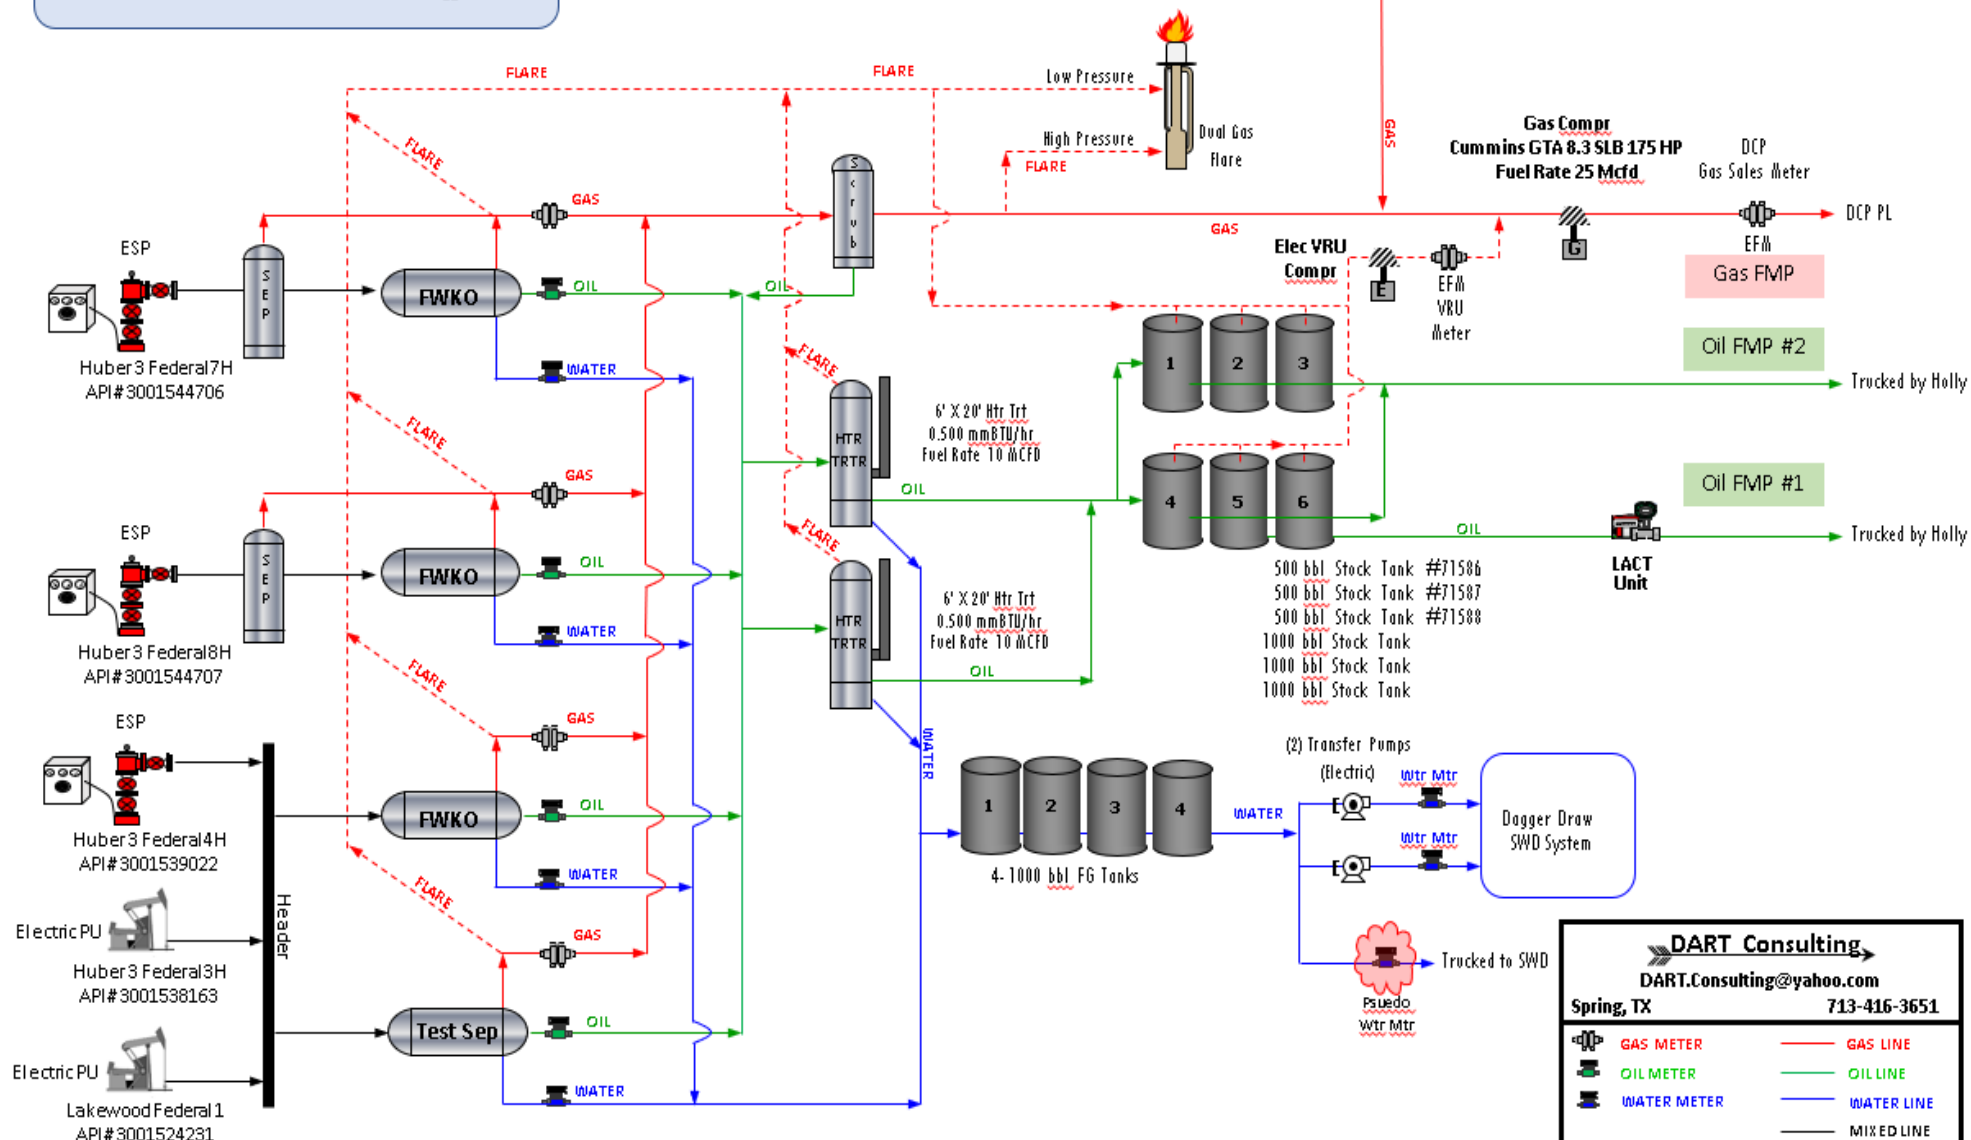 FLARE
FLARE
Low Pressure
High Pressure
FLARE
Dual Gas
Flare
GAS
Gas Compr
Cummins GTA 8.3 SLB 175 HP
Fuel Rate 25 Mcfd
DCP
Gas Sales Meter
DCP PL
EFM
Gas FMP
G
FLARE
GAS
Scrub
GAS
Elec VRU
Compr
E
EFM
VRU
Meter
ESP
SEP
FWKO
OIL
OIL
WATER
Huber 3 Federal 7H
API#3001544706
FLARE
HTR
TRTR
6' X 20' Htr Trt
0.500 mmBTU/hr
Fuel Rate 10 MCFD
1
2
3
Oil FMP #2
Trucked by Holly
FLARE
GAS
OIL
4
5
6
Oil FMP #1
OIL
Trucked by Holly
LACT
Unit
ESP
SEP
FWKO
OIL
WATER
Huber 3 Federal 8H
API#3001544707
FLARE
HTR
TRTR
6' X 20' Htr Trt
0.500 mmBTU/hr
Fuel Rate 10 MCFD
OIL
500 bbl Stock Tank #71586
500 bbl Stock Tank #71587
500 bbl Stock Tank #71588
1000 bbl Stock Tank
1000 bbl Stock Tank
1000 bbl Stock Tank
FLARE
GAS
ESP
FWKO
OIL
WATER
Huber 3 Federal 4H
API#3001539022
WATER
1
2
3
4
4- 1000 bbl FG Tanks
WATER
(2) Transfer Pumps
(Electric)
E
Wtr Mtr
E
Wtr Mtr
Dagger Draw
SWD System
Trucked to SWD
Psuedo
Wtr Mtr
Header
FLARE
GAS
Electric PU
Huber 3 Federal 3H
API#3001538163
Test Sep
OIL
WATER
Electric PU
Lakewood Federal 1
API#3001524231
DART Consulting
DART.Consulting@yahoo.com
Spring, TX 713-416-3651
GAS METER GAS LINE
OIL METER OIL LINE
WATER METER WATER LINE
MIXED LINE